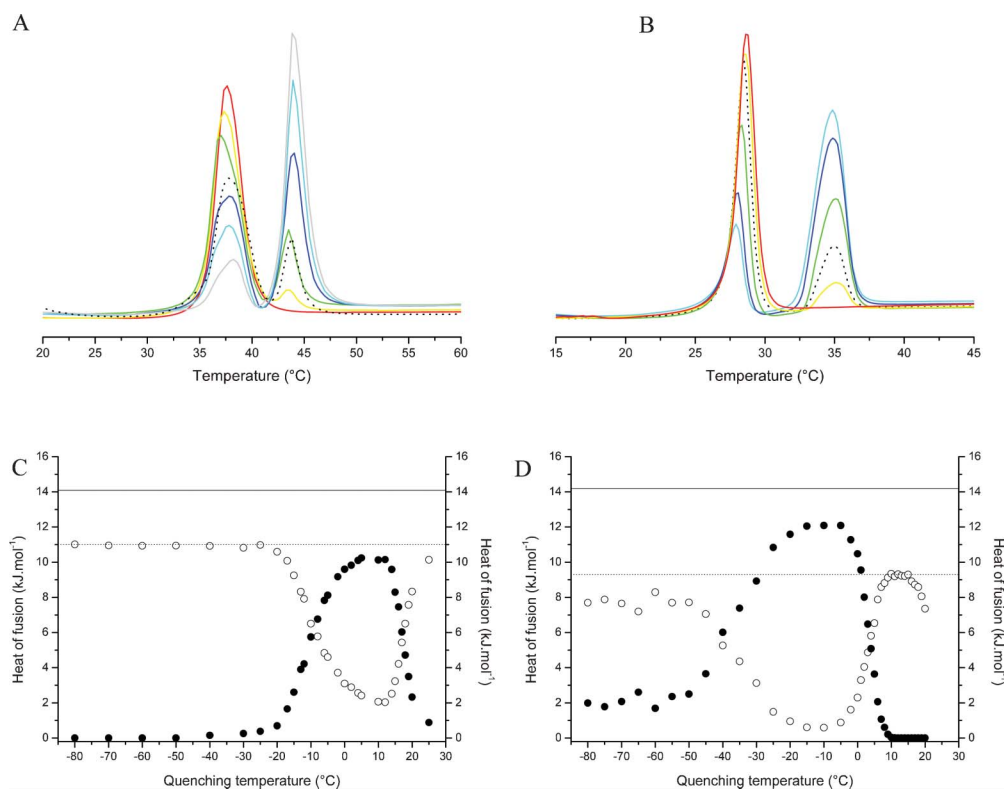 A
B
20 25 30 35 40 45 50 55 60
Temperature (°C)
15 20 25 30 35 40 45
Temperature (°C)
C
16 14 12 10 8 6 4 2 0
Heat of fusion (kJ.mol⁻¹)
16 14 12 10 8 6 4 2 0
Heat of fusion (kJ.mol⁻¹)
-80 -70 -60 -50 -40 -30 -20 -10 0 10 20 30
Quenching temperature (°C)
D
16 14 12 10 8 6 4 2 0
Heat of fusion (kJ.mol⁻¹)
16 14 12 10 8 6 4 2 0
Heat of fusion (kJ.mol⁻¹)
-80 -70 -60 -50 -40 -30 -20 -10 0 10 20 30
Quenching temperature (°C)